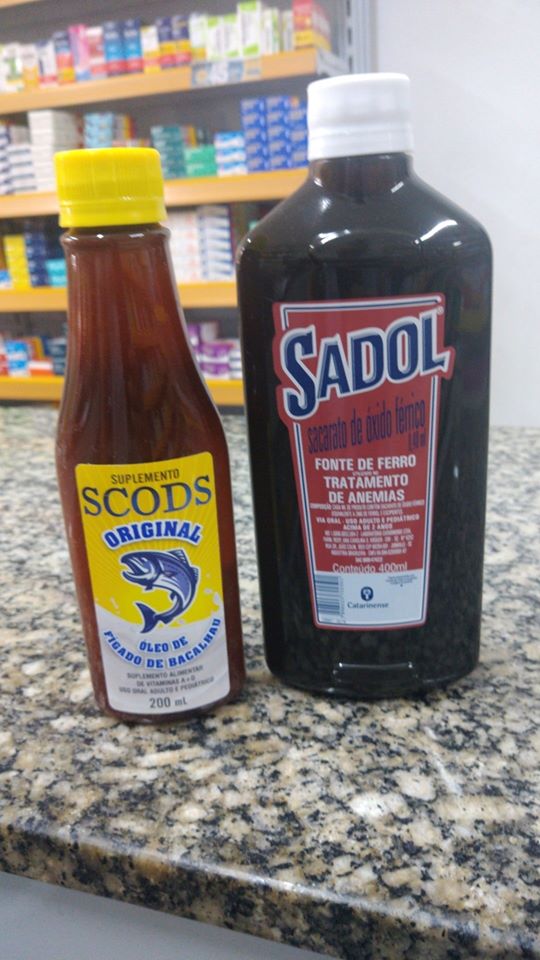 SUPLEMENTO
SCODS
ORIGINAL
ÓLEO DE
FÍGADO DE BACALHAU
SUPLEMENTO ALIMENTAR
DE VITAMINAS A + D
USO ORAL ADULTO E PEDIÁTRICO
200 mL
SADOL®
sacarato de óxido férrico
FONTE DE FERRO
TRATAMENTO
DE ANEMIAS
VIA ORAL - USO ADULTO E PEDIÁTRICO
ACIMA DE 2 ANOS
Conteúdo 400ml
Catarinense